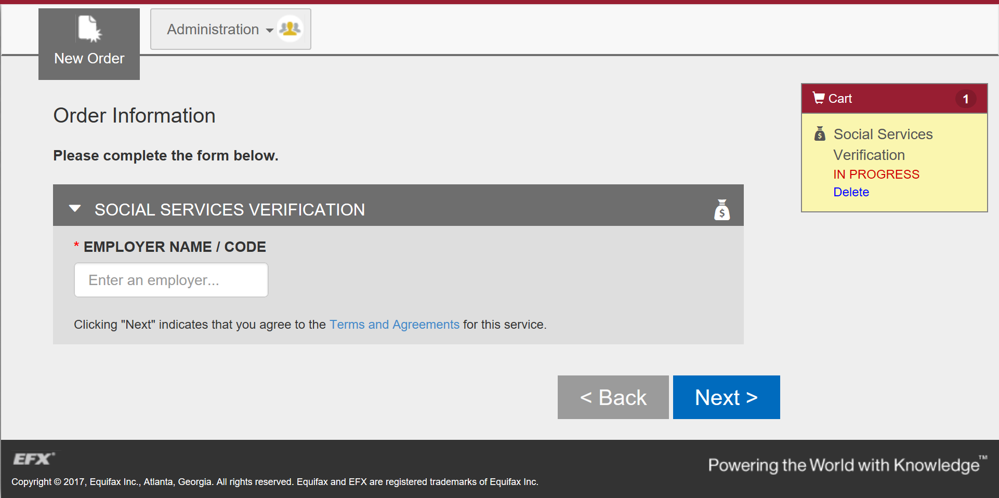 New Order
Administration
Order Information
Please complete the form below.
SOCIAL SERVICES VERIFICATION
* EMPLOYER NAME / CODE
Enter an employer...
Clicking "Next" indicates that you agree to the Terms and Agreements for this service.
< Back
Next >
Cart
1
Social Services
Verification
IN PROGRESS
Delete
EFX®
Copyright © 2017, Equifax Inc., Atlanta, Georgia. All rights reserved. Equifax and EFX are registered trademarks of Equifax Inc.
Powering the World with Knowledge™